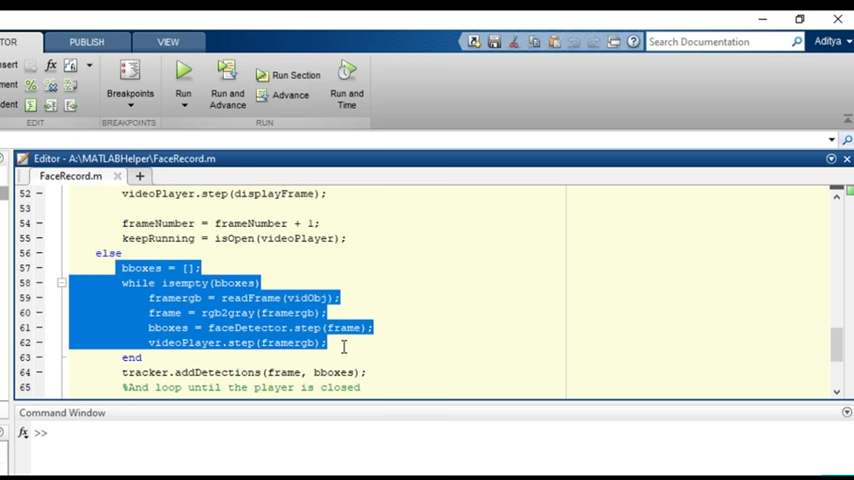 TOR PUBLISH VIEW Search Documentation Aditya
nsert fx
ment %
dent
Breakpoints
Run
Run and
Advance
Run Section
Advance
Run and
Time
EDIT BREAKPOINTS RUN
Editor - A:\MATLABHelper\FaceRecord.m
FaceRecord.m
52 - videoPlayer.step(displayFrame);
53
54 - frameNumber = frameNumber + 1;
55 - keepRunning = isOpen(videoPlayer);
56 - else
57 - bboxes = [];
58 - while isempty(bboxes)
59 - framergb = readFrame(vidObj);
60 - frame = rgb2gray(framergb);
61 - bboxes = faceDetector.step(frame);
62 - videoPlayer.step(framergb);
63 - end
64 - tracker.addDetections(frame, bboxes);
65 %And loop until the player is closed
Command Window
fx >>